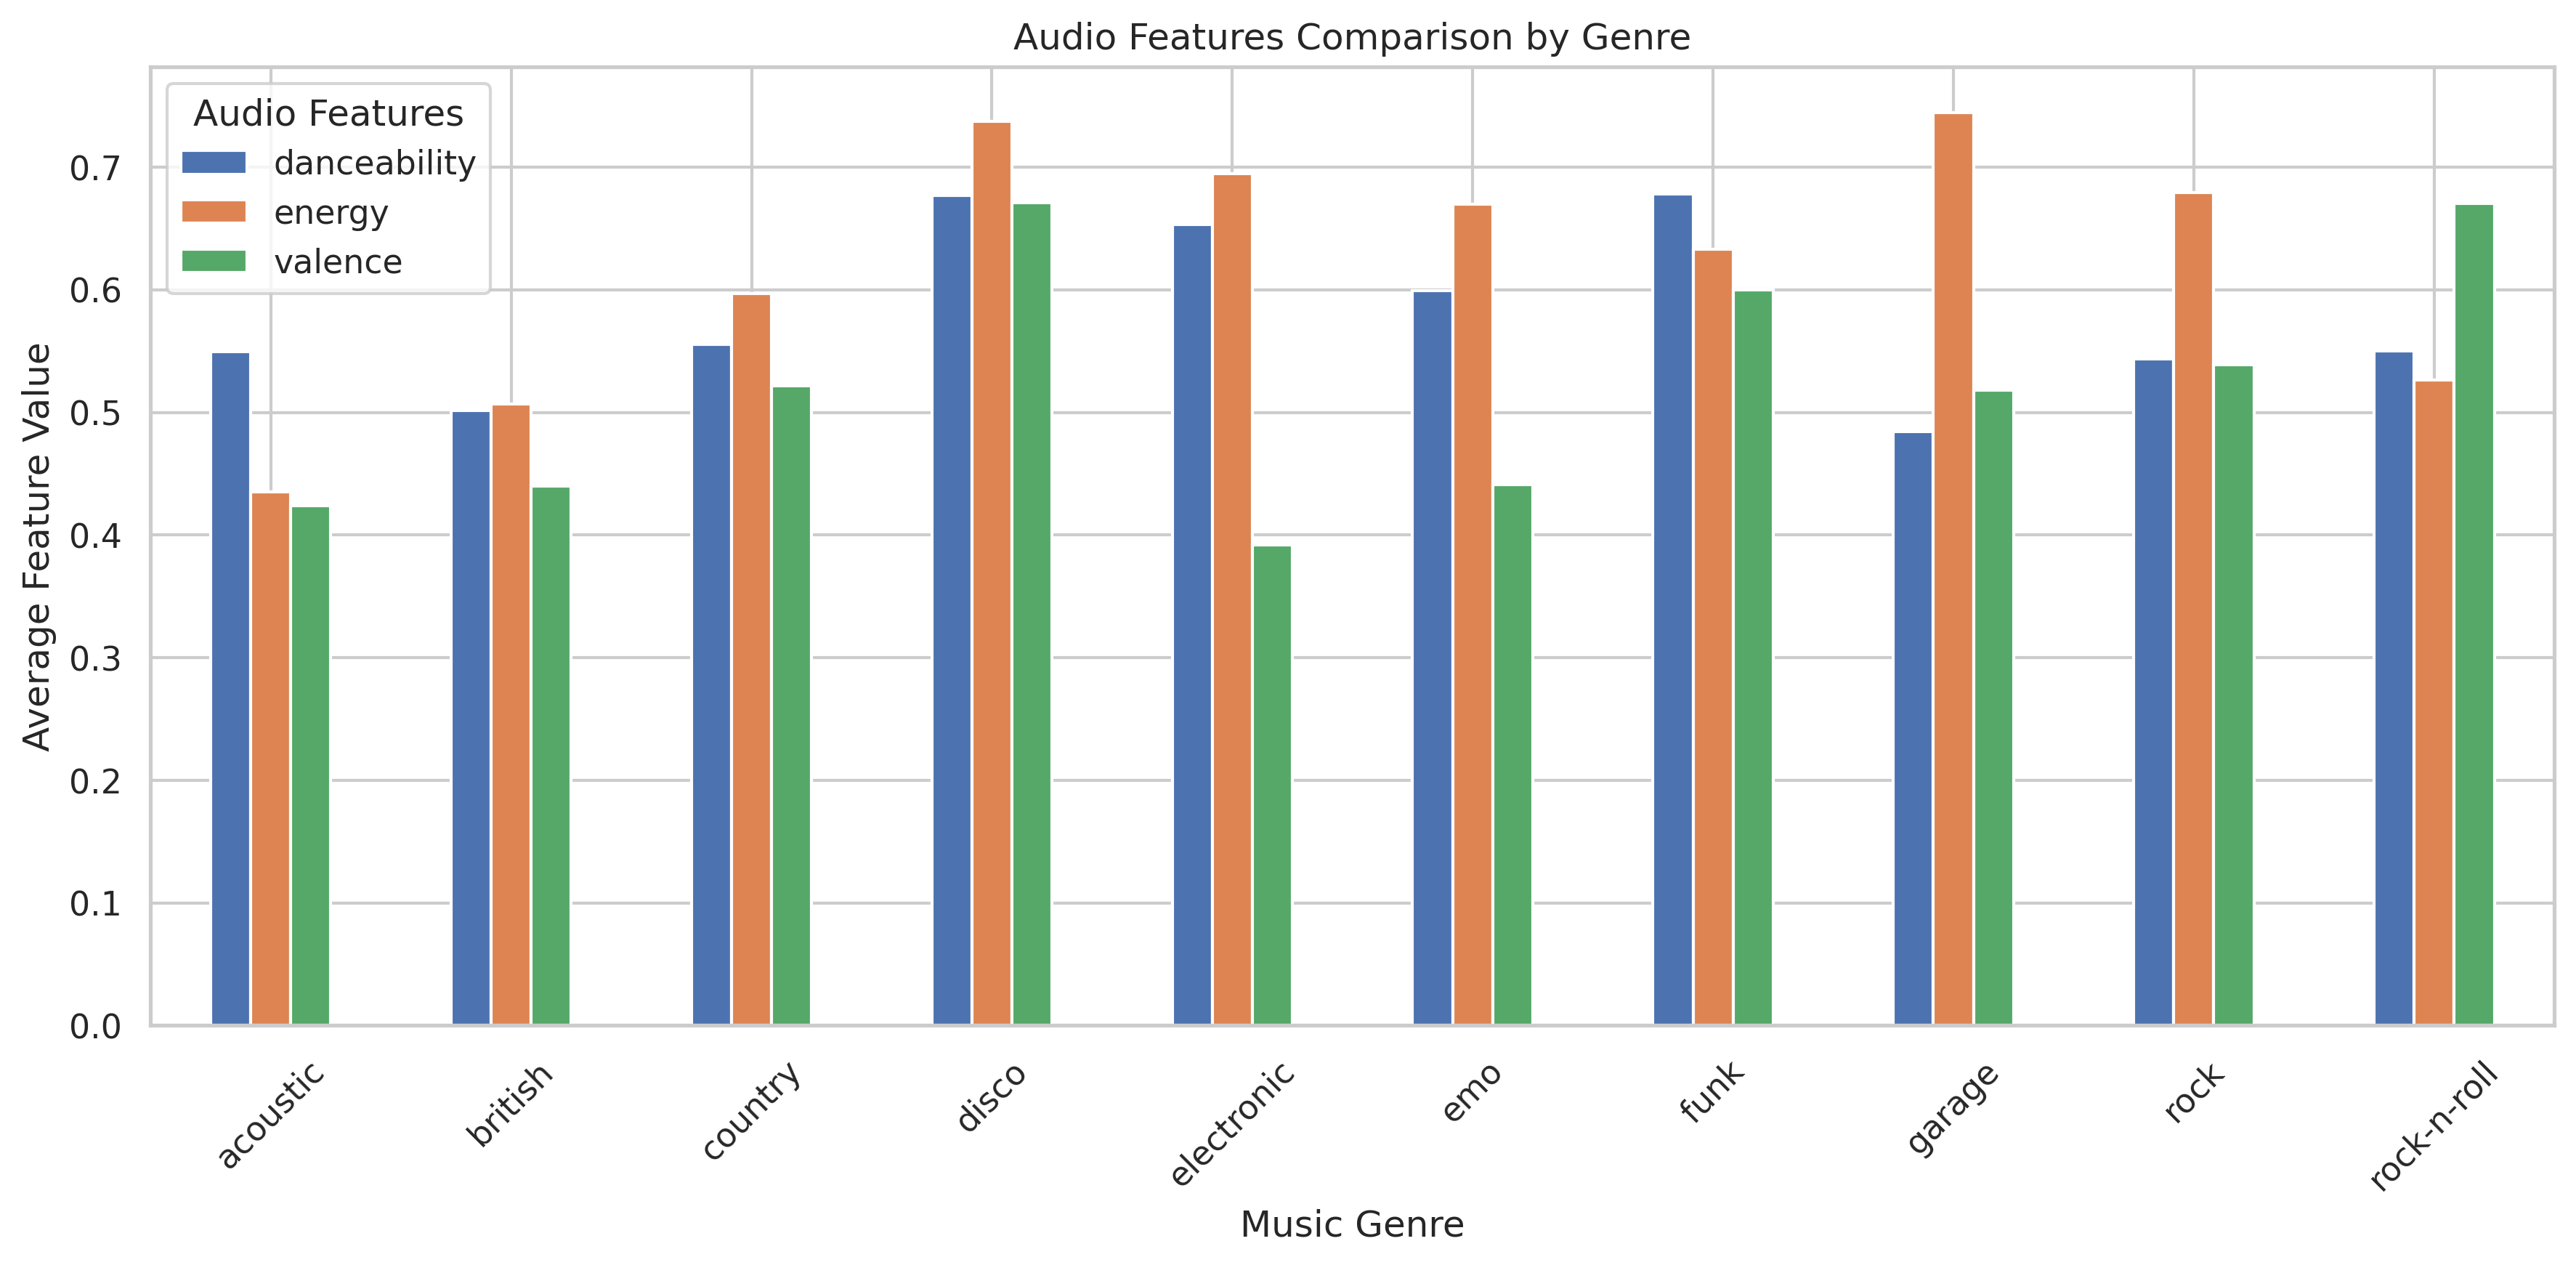 Audio Features Comparison by Genre
Audio Features
danceability
energy
valence
Average Feature Value
0.7
0.6
0.5
0.4
0.3
0.2
0.1
0.0
acoustic
british
country
disco
electronic
emo
funk
garage
rock
rock-n-roll
Music Genre